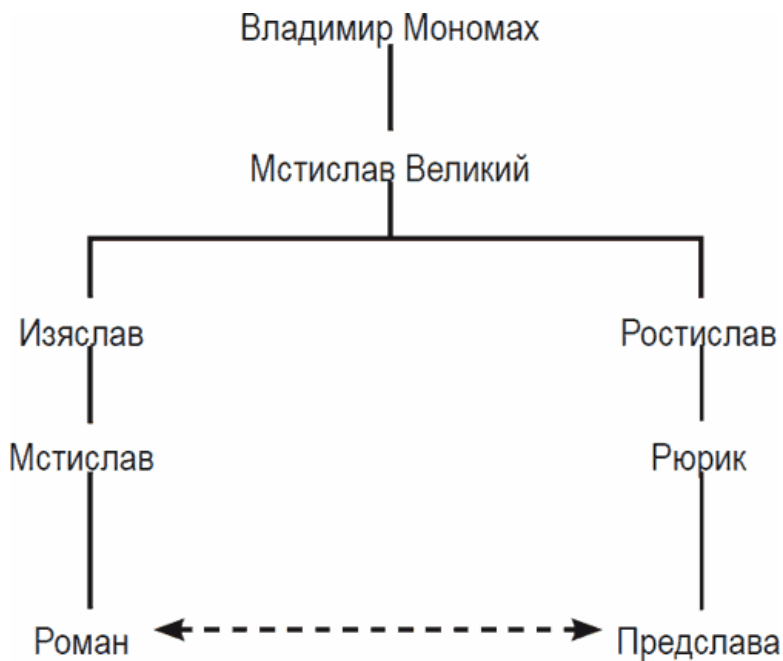 Владимир Мономах
Мстислав Великий
Изяслав
Ростислав
Мстислав
Рюрик
Роман
Предслава